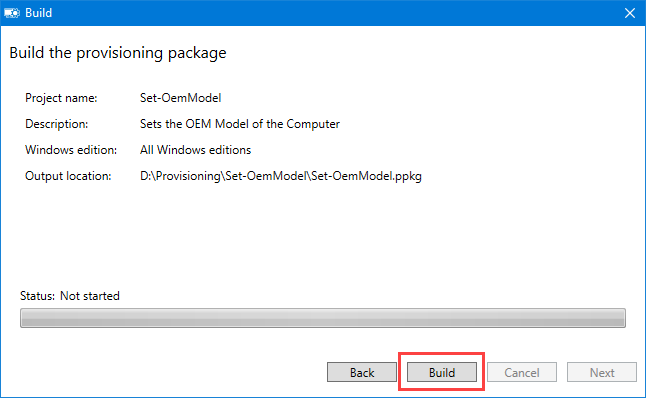 Build
Build the provisioning package
Project name: Set-OemModel
Description: Sets the OEM Model of the Computer
Windows edition: All Windows editions
Output location: D:\Provisioning\Set-OemModel\Set-OemModel.ppkg
Status: Not started
Back Build Cancel Next